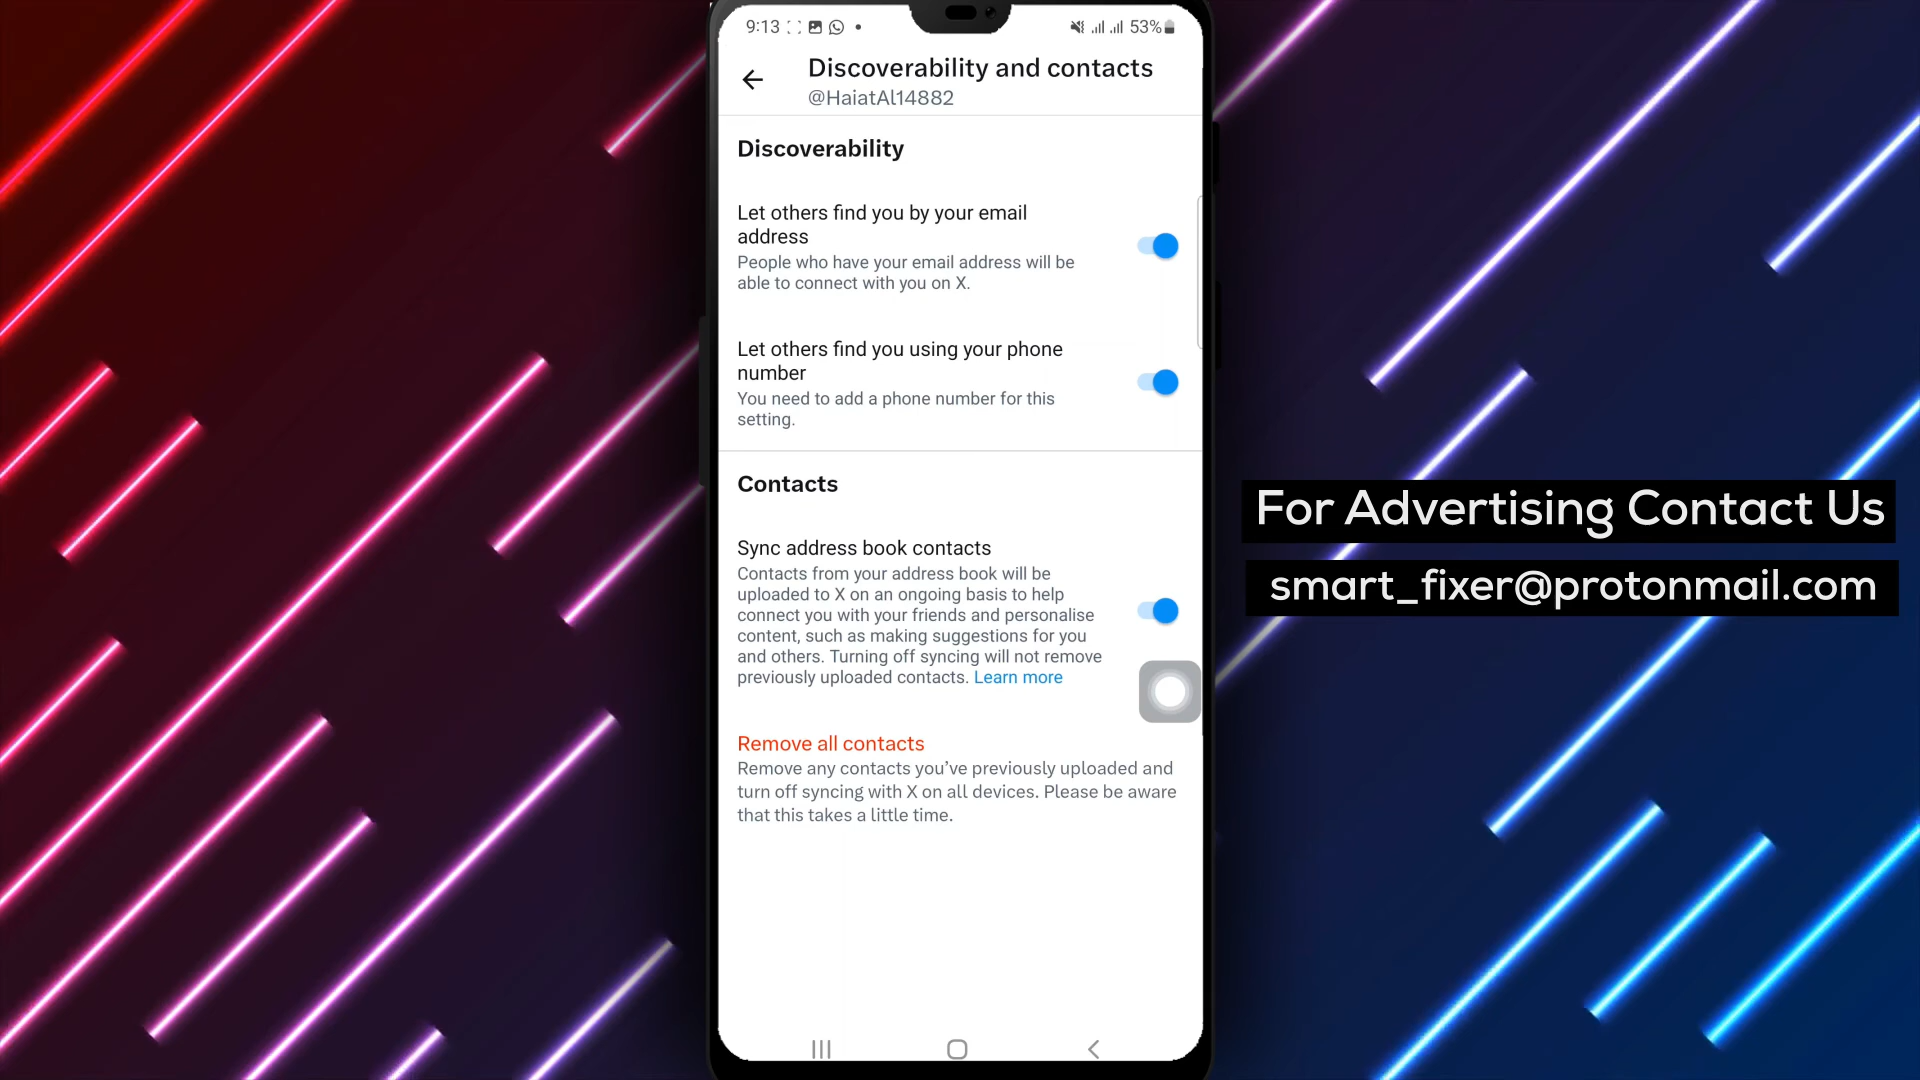 9:13
53%
Discoverability and contacts
@HaiatAl14882
Discoverability
Let others find you by your email
address
People who have your email address will be
able to connect with you on X.
Let others find you using your phone
number
You need to add a phone number for this
setting.
Contacts
Sync address book contacts
Contacts from your address book will be
uploaded to X on an ongoing basis to help
connect you with your friends and personalise
content, such as making suggestions for you
and others. Turning off syncing will not remove
previously uploaded contacts. Learn more
Remove all contacts
Remove any contacts you’ve previously uploaded and
turn off syncing with X on all devices. Please be aware
that this takes a little time.
For Advertising Contact Us
smart_fixer@protonmail.com